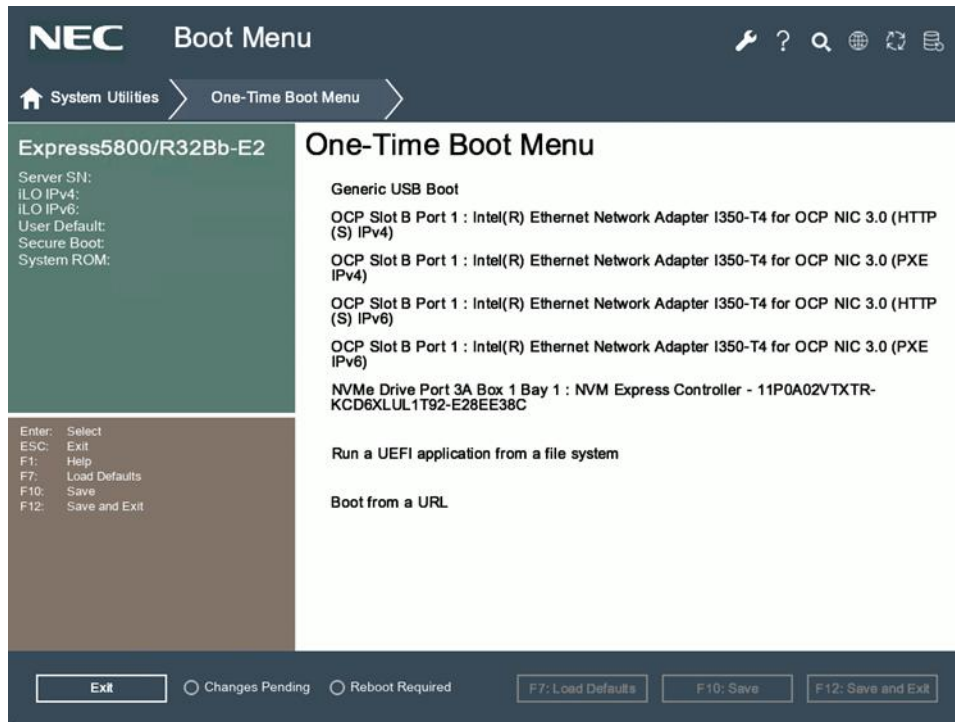 NEC Boot Menu
?
System Utilities One-Time Boot Menu
Express5800/R32Bb-E2
Server SN:
iLO IPv4:
iLO IPv6:
User Default:
Secure Boot:
System ROM:
Enter: Select
ESC: Exit
F1: Help
F7: Load Defaults
F10: Save
F12: Save and Exit
One-Time Boot Menu
Generic USB Boot
OCP Slot B Port 1 : Intel(R) Ethernet Network Adapter I350-T4 for OCP NIC 3.0 (HTTP
(S) IPv4)
OCP Slot B Port 1 : Intel(R) Ethernet Network Adapter I350-T4 for OCP NIC 3.0 (PXE
IPv4)
OCP Slot B Port 1 : Intel(R) Ethernet Network Adapter I350-T4 for OCP NIC 3.0 (HTTP
(S) IPv6)
OCP Slot B Port 1 : Intel(R) Ethernet Network Adapter I350-T4 for OCP NIC 3.0 (PXE
IPv6)
NVMe Drive Port 3A Box 1 Bay 1 : NVM Express Controller - 11P0A02VTXTR-
KCD6XLUL1T92-E28EE38C
Run a UEFI application from a file system
Boot from a URL
Exit Changes Pending Reboot Required F7: Load Defaults F10: Save F12: Save and Exit